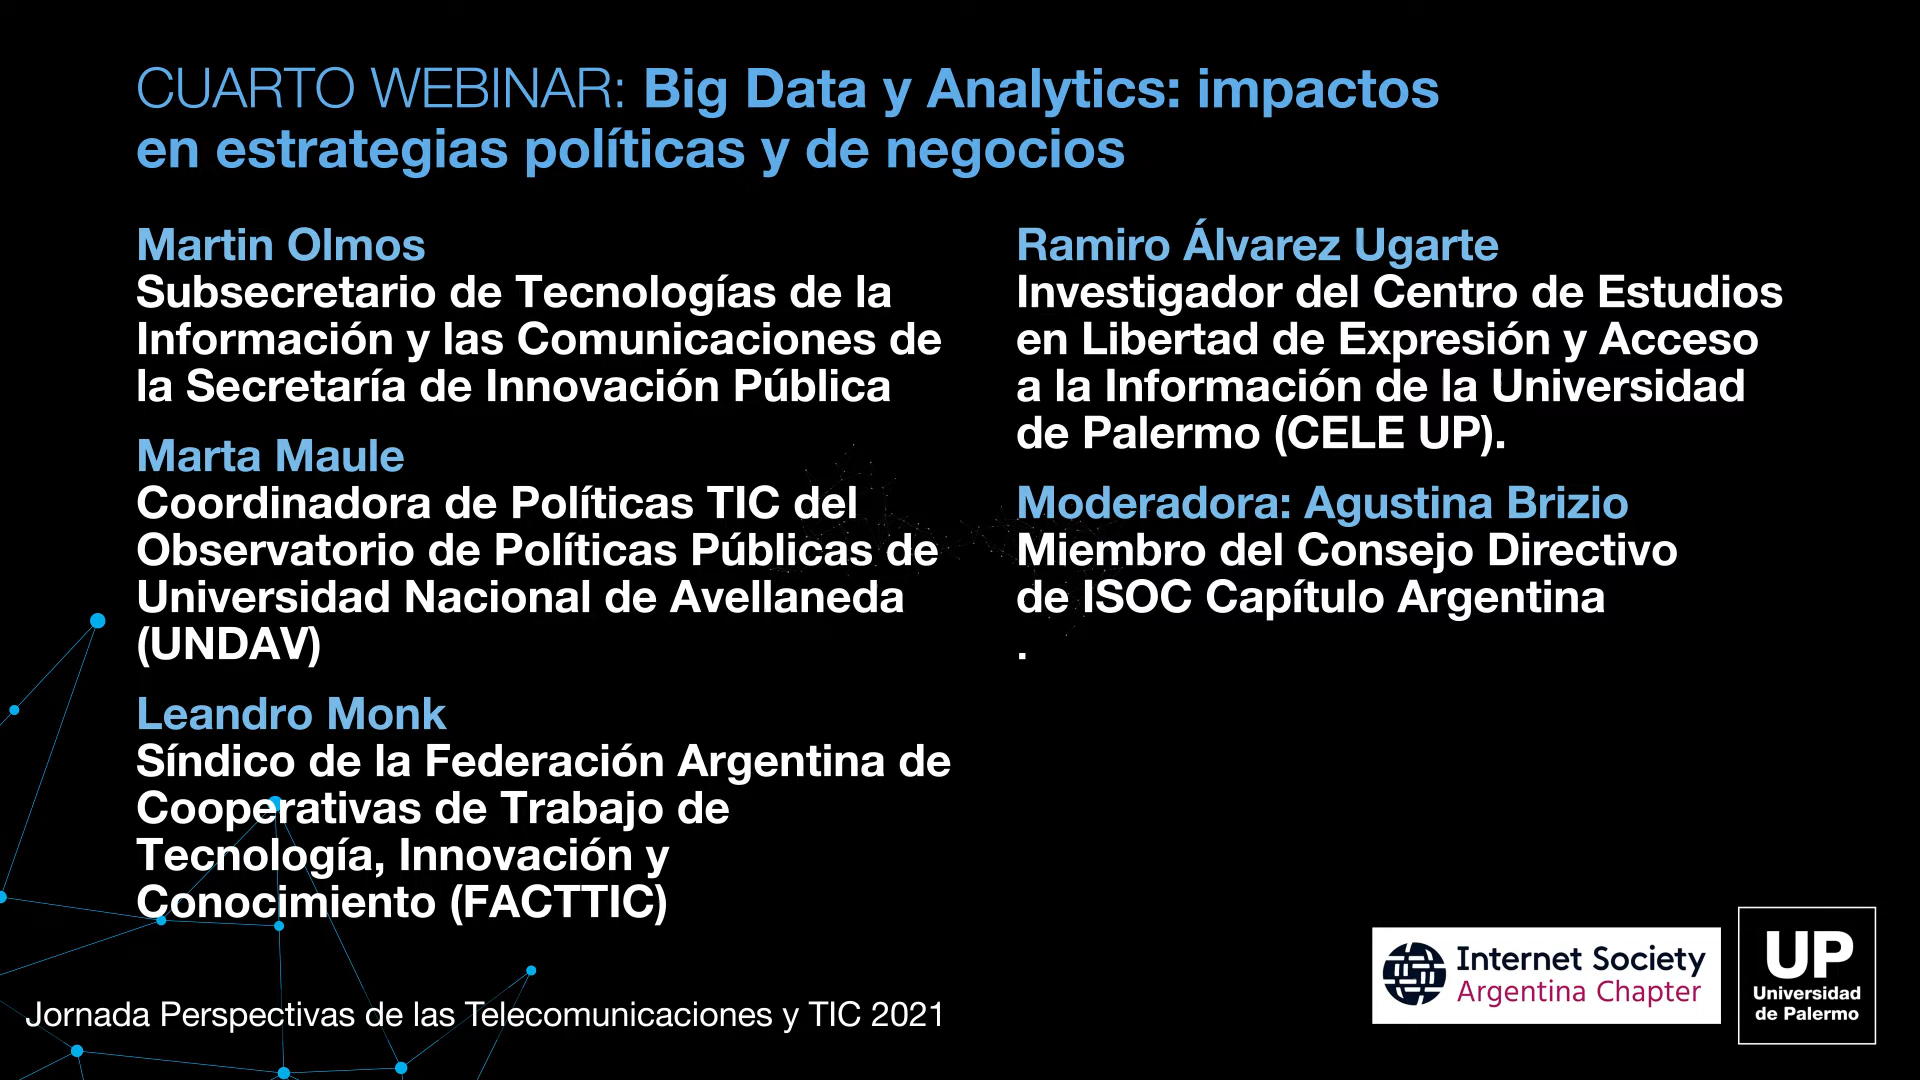 CUARTO WEBINAR: Big Data y Analytics: impactos
en estrategias políticas y de negocios
Martin Olmos
Subsecretario de Tecnologías de la
Información y las Comunicaciones de
la Secretaría de Innovación Pública
Marta Maule
Coordinadora de Políticas TIC del
Observatorio de Políticas Públicas de
Universidad Nacional de Avellaneda
(UNDAV)
Leandro Monk
Síndico de la Federación Argentina de
Cooperativas de Trabajo de
Tecnología, Innovación y
Conocimiento (FACTTIC)
Ramiro Álvarez Ugarte
Investigador del Centro de Estudios
en Libertad de Expresión y Acceso
a la Información de la Universidad
de Palermo (CELE UP).
Moderadora: Agustina Brizio
Miembro del Consejo Directivo
de ISOC Capítulo Argentina
.
Jornada Perspectivas de las Telecomunicaciones y TIC 2021
Internet Society
Argentina Chapter
UP
Universidad
de Palermo